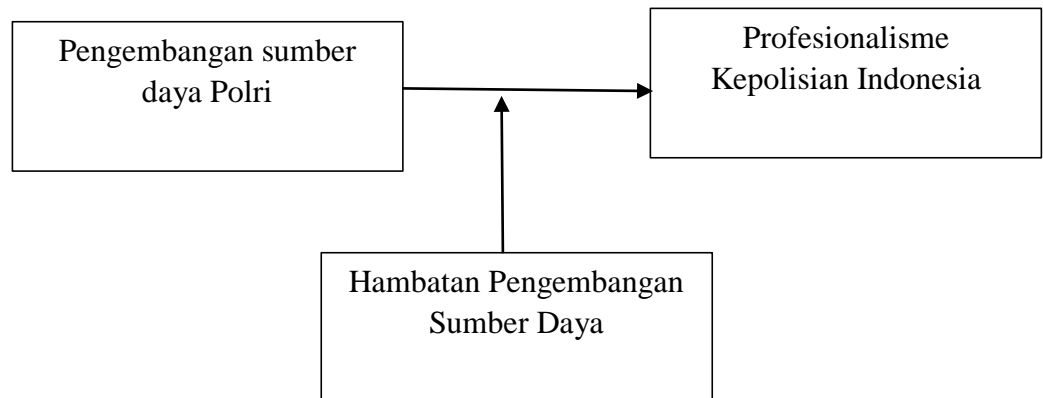 Pengembangan sumber
daya Polri
Profesionalisme
Kepolisian Indonesia
Hambatan Pengembangan
Sumber Daya